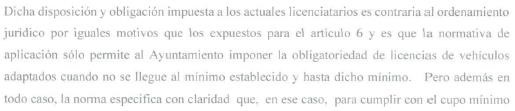 Dicha disposición y obligación impuesta a los actuales licenciatarios es contraria al ordenamiento
jurídico por iguales motivos que los expuestos para el articulo 6 y es que la normativa de
aplicación sólo permite al Ayuntamiento imponer la obligatoriedad de licencias de vehículos
adaptados cuando no se llegue al mínimo establecido y hasta dicho mínimo. Pero además en
todo caso, la norma especifica con claridad que, en ese caso, para cumplir con el cupo mínimo